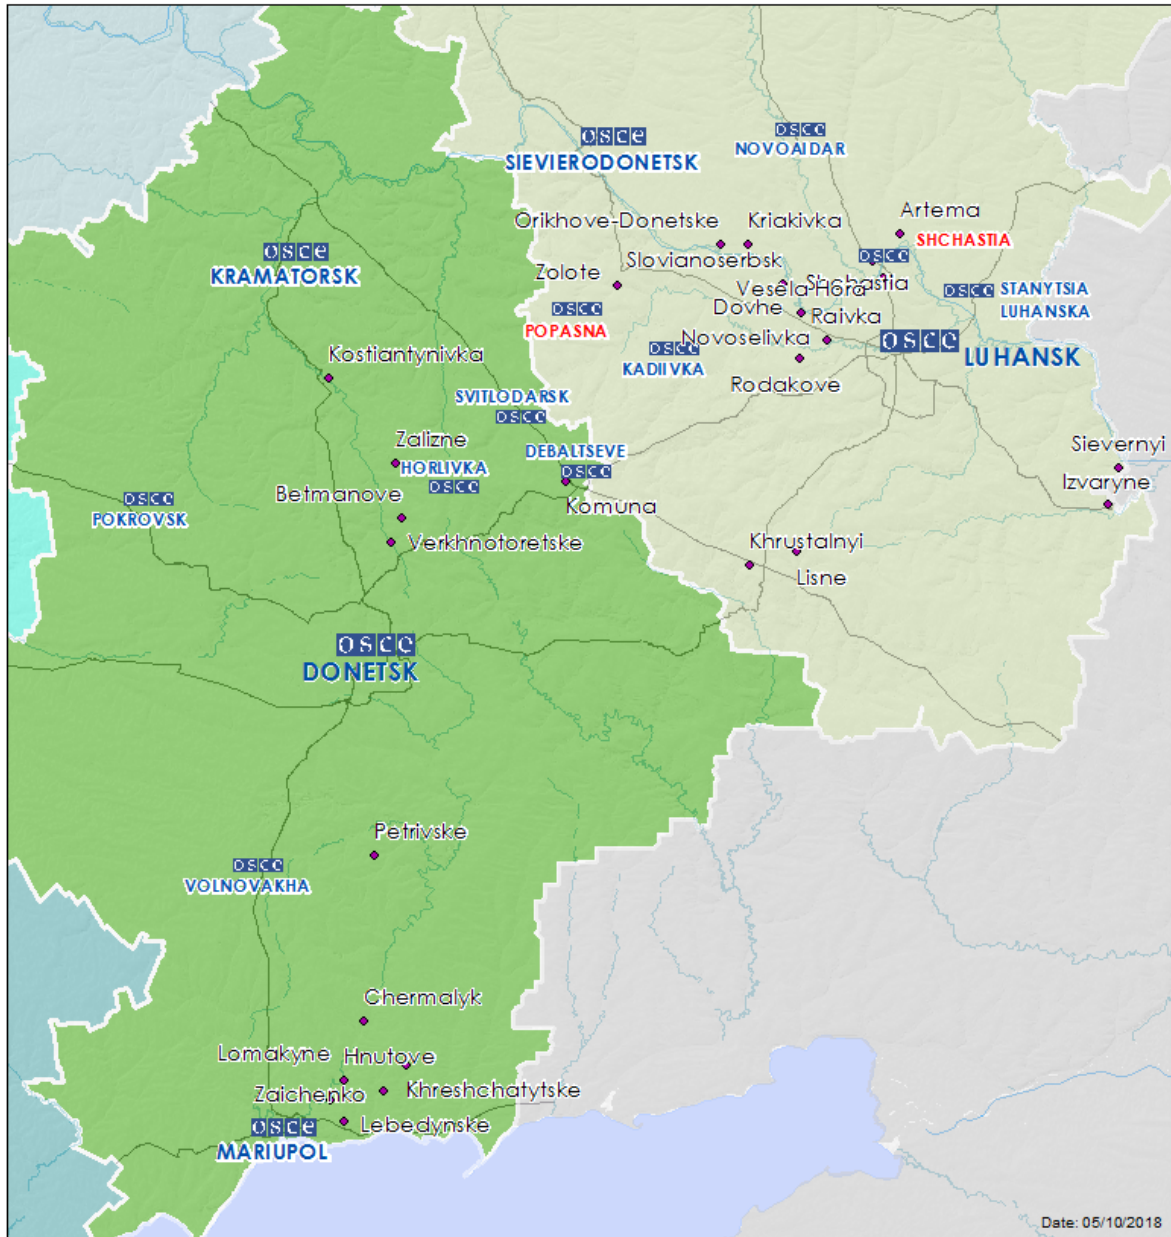 osce
SIEVIERODONETSK
osce
NOVOAIDAR
Orikhove-Donetske
Kriakivka
Artema
SHCHASTIA
osce
KRAMATORSK
Zolote
Slovianoserbsk
osce
Vesela Hora
Shchastia
osce
STANYTSIA
LUHANSKA
osce
POPASNA
Dovhe
Raivka
Novoselivka
osce
LUHANSK
osce
KADIIVKA
Rodakove
Kostiantynivka
SVITLODARSK
osce
Zalizne
HORLIVKA
osce
DEBALTSEVE
osce
Komuna
Sievernyi
Izvaryne
osce
POKROVSK
Betmanove
Verkhnotoretske
Khrustalnyi
Lisne
osce
DONETSK
Petrivske
osce
VOLNOVAKHA
Chermalyk
Lomakyne
Hnutove
Zaichenko
Khreshchatytske
Lebedynske
osce
MARIUPOL
Date: 05/10/2018